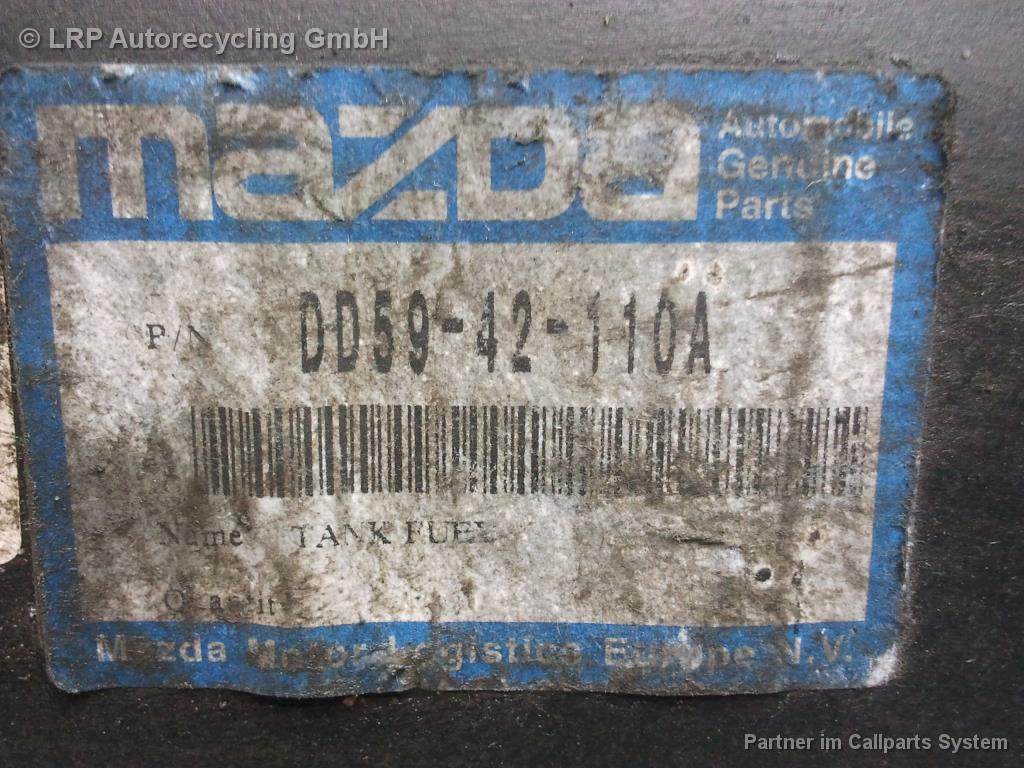 © LRP Autorecycling GmbH
mazda
Automobile
Genuine
Parts
P/N DD59-42-110A
Name TANK FUEL
Mazda Motor Logistics Europe N.V.
Partner im Callparts System